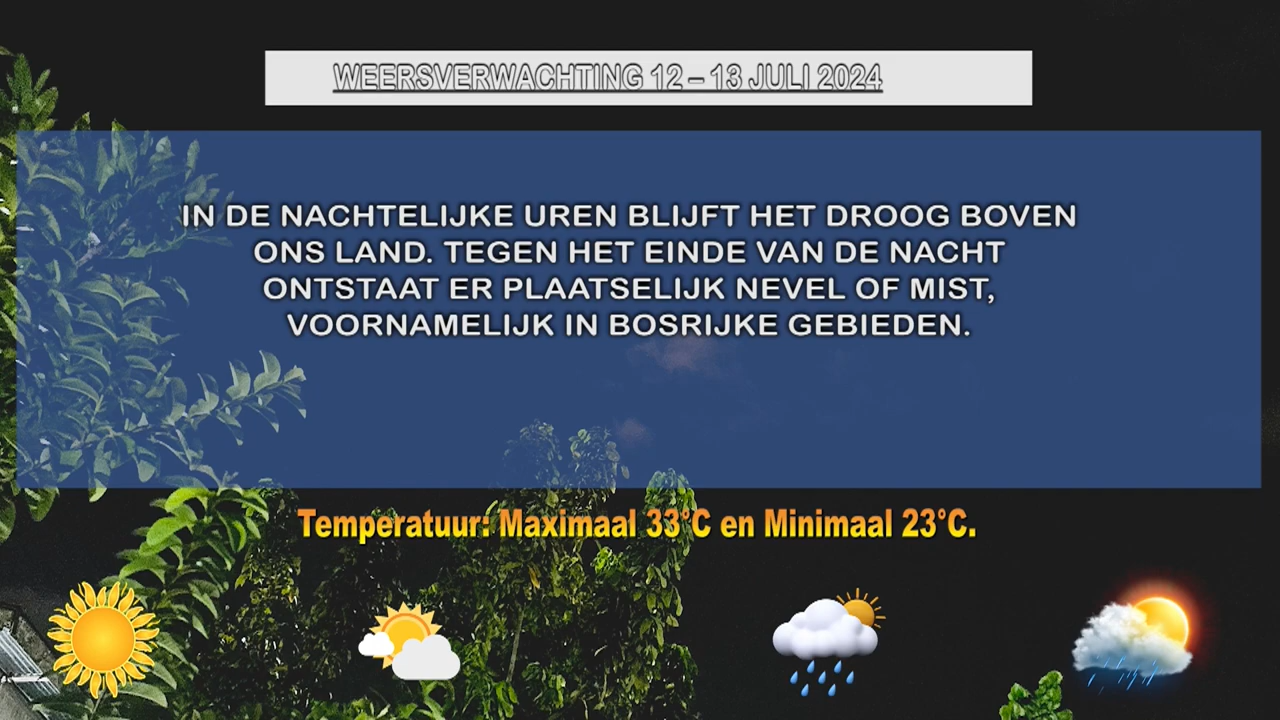 WEERSVERWACHTING 12 – 13 JULI 2024
IN DE NACHTELIJKE UREN BLIJFT HET DROOG BOVEN
ONS LAND. TEGEN HET EINDE VAN DE NACHT
ONTSTAAT ER PLAATSELIJK NEVEL OF MIST,
VOORNAMELIJK IN BOSRIJKE GEBIEDEN.
Temperatuur: Maximaal 33°C en Minimaal 23°C.